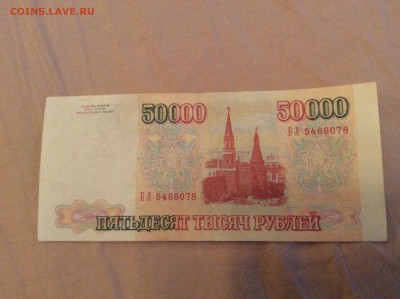 COINS.LAVE.RU
50000 50000
БЛ 5466078
БЛ 5466078
ПЯТЬДЕСЯТ ТЫСЯЧ РУБЛЕЙ